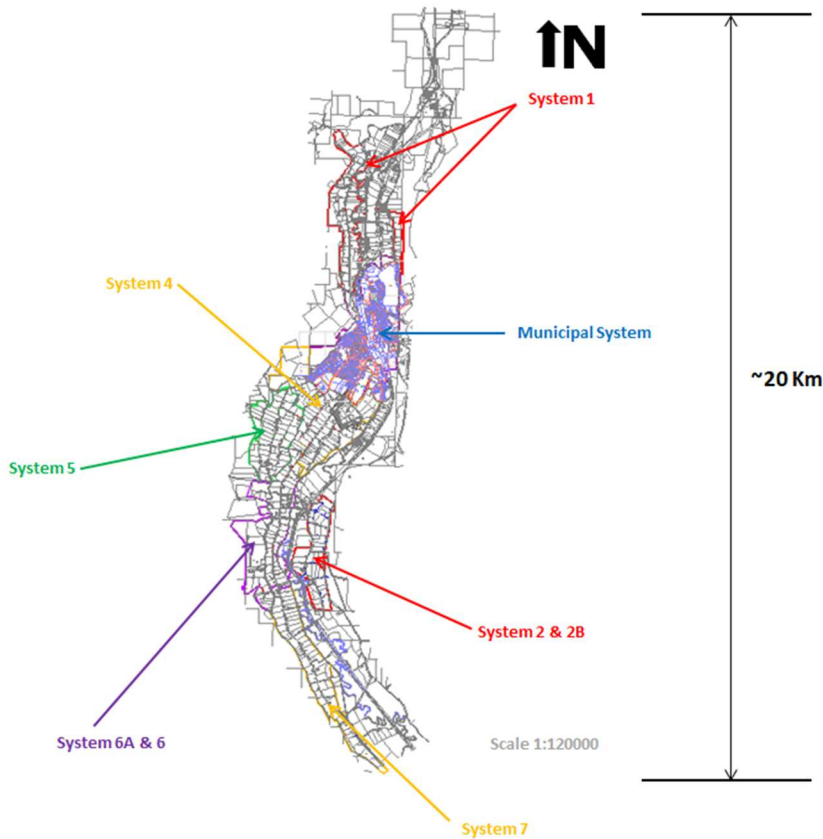 N
System 1
System 4
Municipal System
~20 Km
System 5
System 2 & 2B
System 6A & 6
Scale 1:120000
System 7